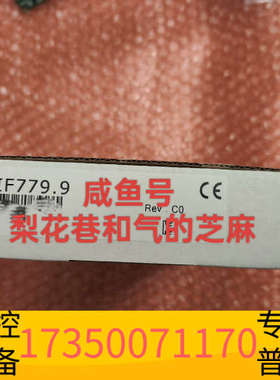 IF779.9
咸鱼号
Rev. C0
梨花巷和气的芝麻
控
专
备
17350071170
普